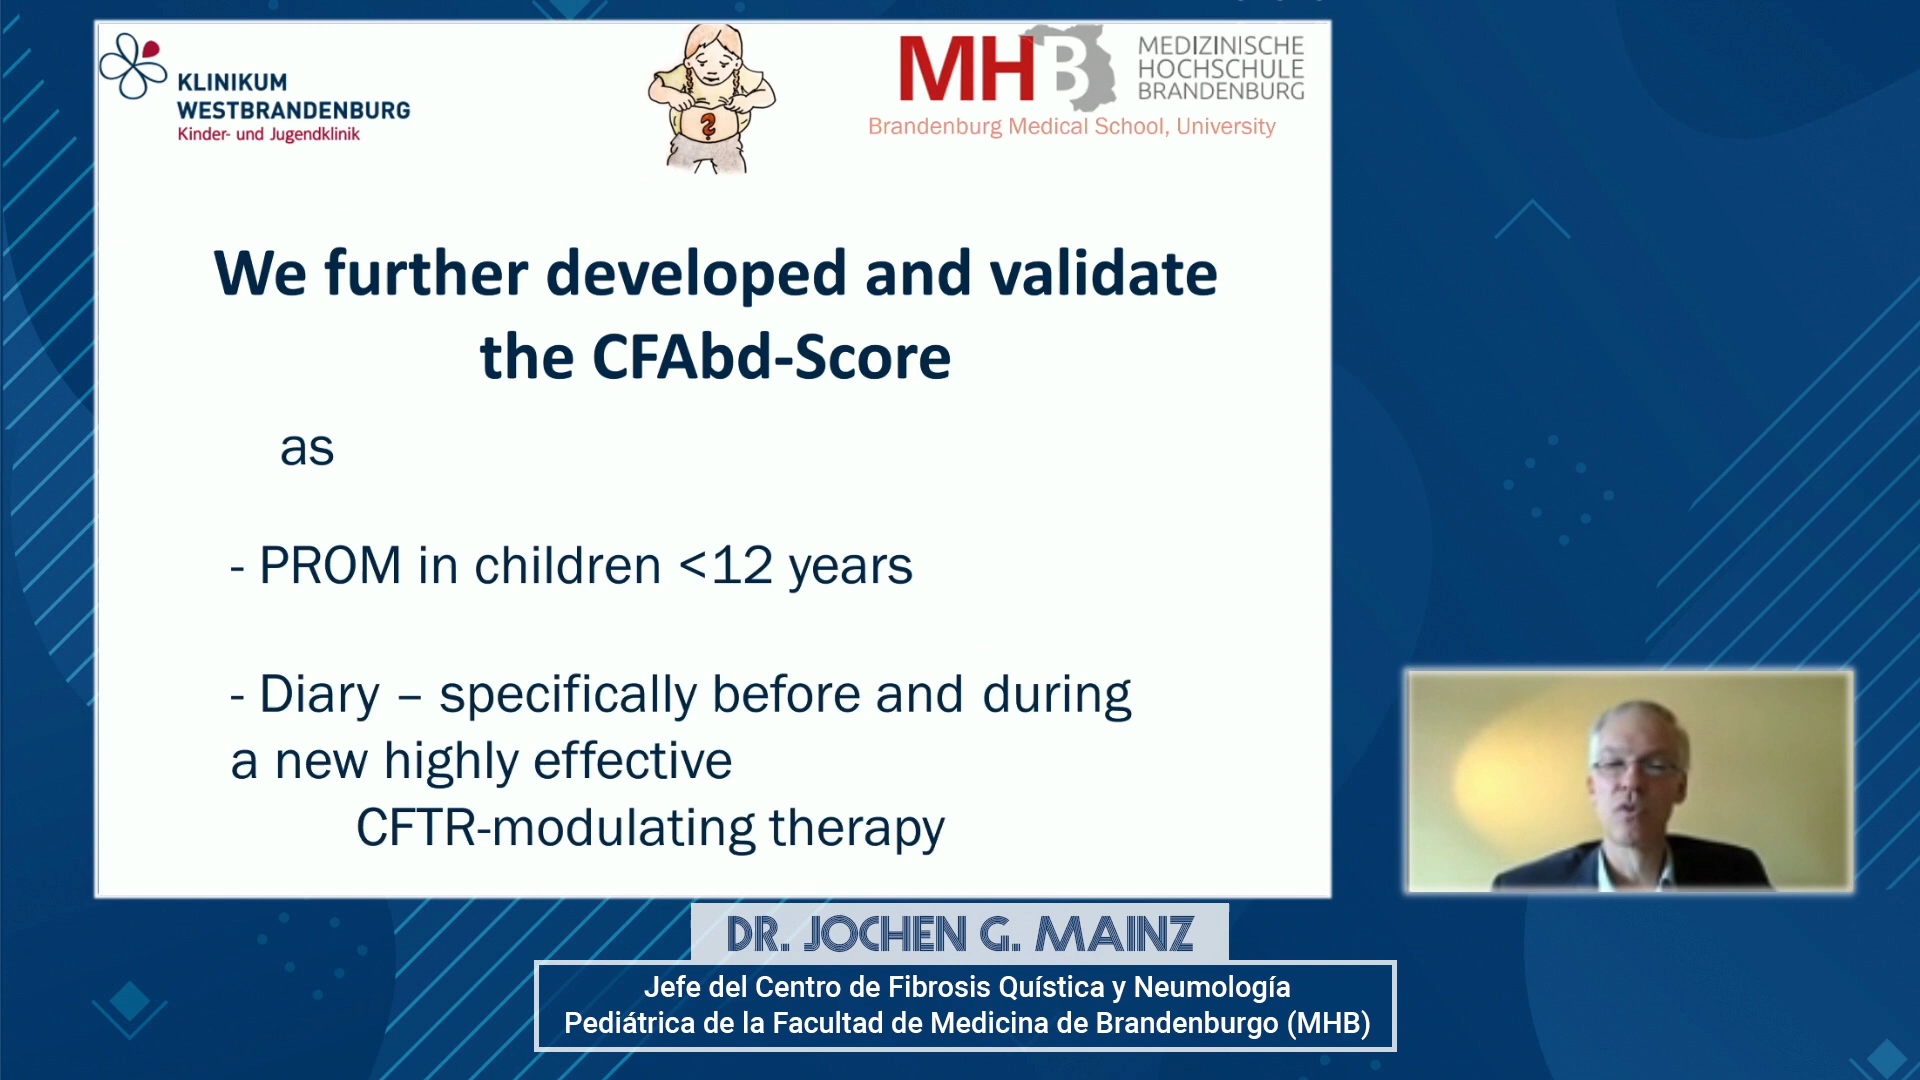 KLINIKUM
WESTBRANDENBURG
Kinder- und Jugendklinik
?
MHB
MEDIZINISCHE
HOCHSCHULE
BRANDENBURG
Brandenburg Medical School, University
We further developed and validate
the CFAbd-Score
as
- PROM in children <12 years
- Diary – specifically before and during
a new highly effective
CFTR-modulating therapy
DR. JOCHEN G. MAINZ
Jefe del Centro de Fibrosis Quística y Neumología
Pediátrica de la Facultad de Medicina de Brandenburgo (MHB)